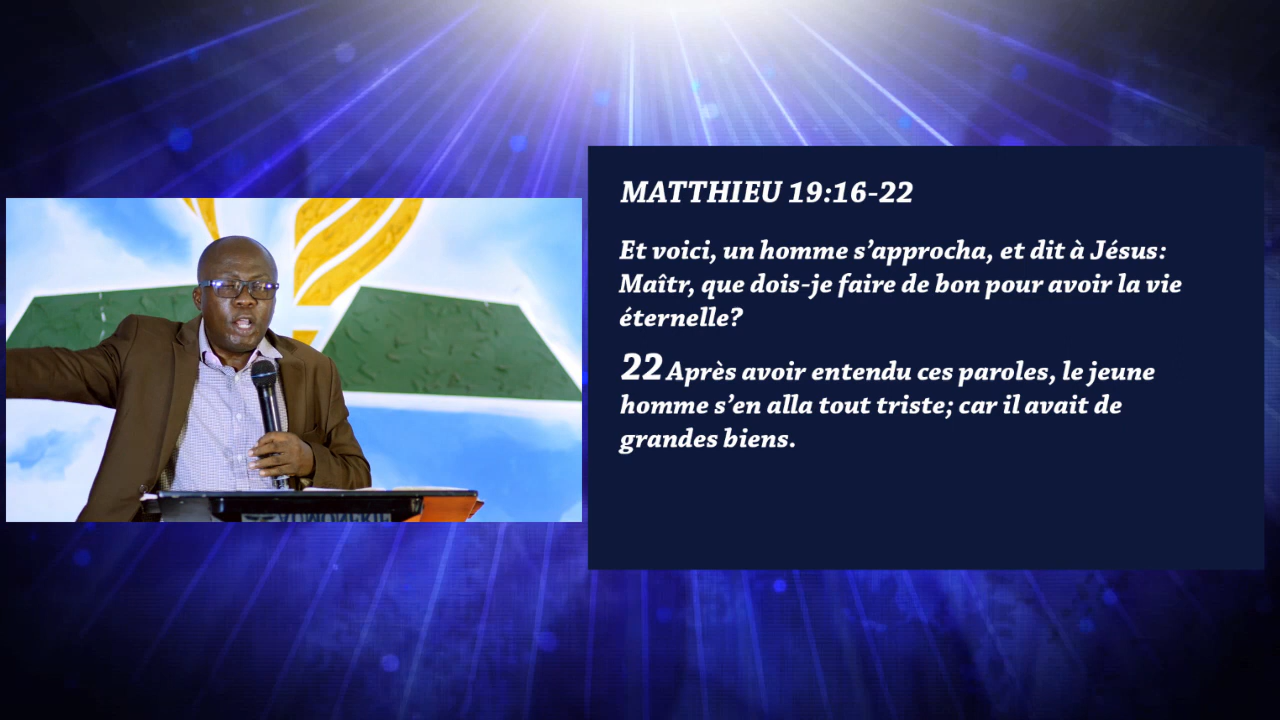 MATTHIEU 19:16-22
Et voici, un homme s’approcha, et dit à Jésus:
Maîtr, que dois-je faire de bon pour avoir la vie
éternelle?
22 Après avoir entendu ces paroles, le jeune
homme s’en alla tout triste; car il avait de
grandes biens.